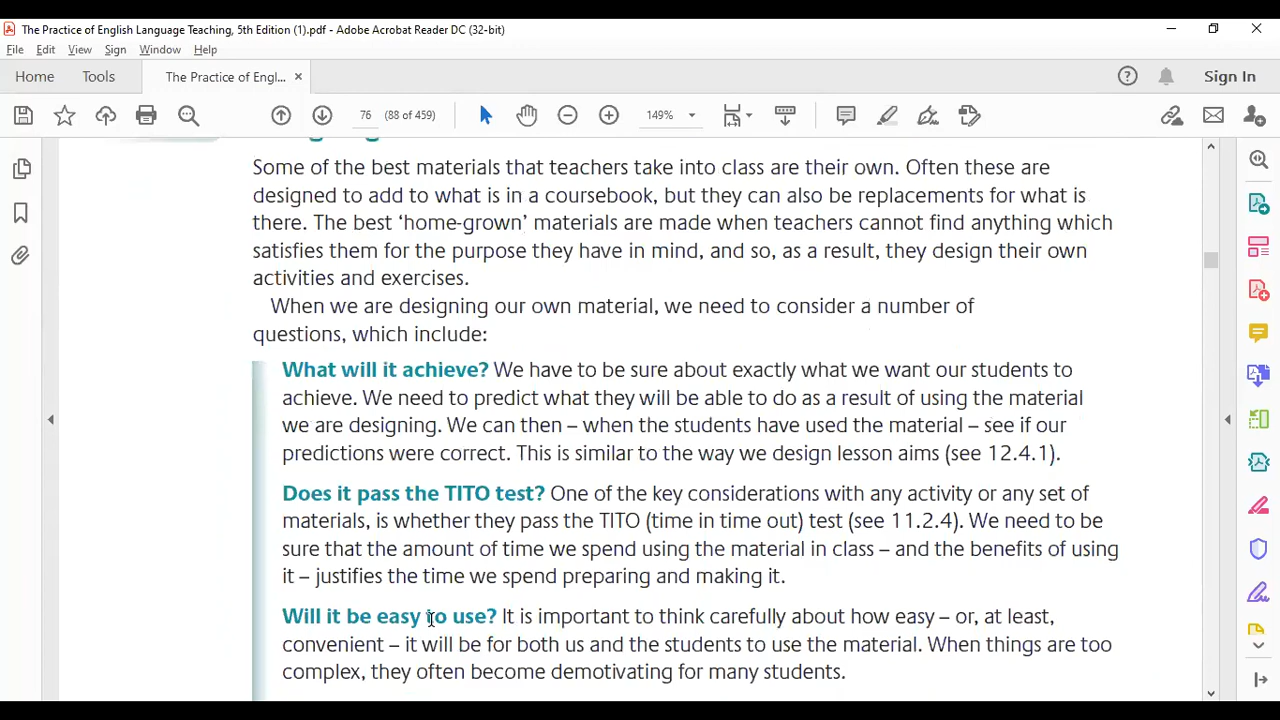 The Practice of English Language Teaching, 5th Edition (1).pdf - Adobe Acrobat Reader DC (32-bit)
File Edit View Sign Window Help
Home Tools The Practice of Engl... × Sign In
76 (88 of 459) 149%
Some of the best materials that teachers take into class are their own. Often these are
designed to add to what is in a coursebook, but they can also be replacements for what is
there. The best ‘home-grown’ materials are made when teachers cannot find anything which
satisfies them for the purpose they have in mind, and so, as a result, they design their own
activities and exercises.
When we are designing our own material, we need to consider a number of
questions, which include:
What will it achieve? We have to be sure about exactly what we want our students to
achieve. We need to predict what they will be able to do as a result of using the material
we are designing. We can then – when the students have used the material – see if our
predictions were correct. This is similar to the way we design lesson aims (see 12.4.1).
Does it pass the TITO test? One of the key considerations with any activity or any set of
materials, is whether they pass the TITO (time in time out) test (see 11.2.4). We need to be
sure that the amount of time we spend using the material in class – and the benefits of using
it – justifies the time we spend preparing and making it.
Will it be easy to use? It is important to think carefully about how easy – or, at least,
convenient – it will be for both us and the students to use the material. When things are too
complex, they often become demotivating for many students.